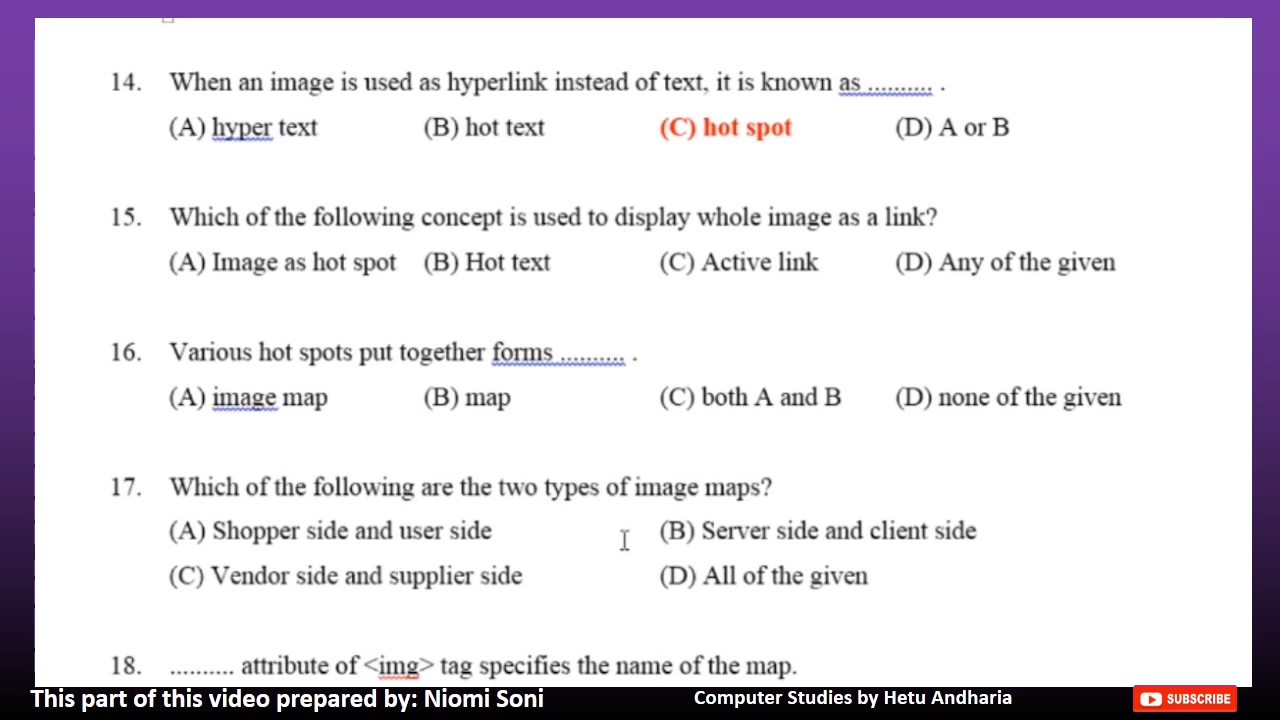 14. When an image is used as hyperlink instead of text, it is known as .......... .
(A) hyper text (B) hot text (C) hot spot (D) A or B
15. Which of the following concept is used to display whole image as a link?
(A) Image as hot spot (B) Hot text (C) Active link (D) Any of the given
16. Various hot spots put together forms .......... .
(A) image map (B) map (C) both A and B (D) none of the given
17. Which of the following are the two types of image maps?
(A) Shopper side and user side (B) Server side and client side
(C) Vendor side and supplier side (D) All of the given
18. .......... attribute of <img> tag specifies the name of the map.
This part of this video prepared by: Niomi Soni Computer Studies by Hetu Andharia SUBSCRIBE